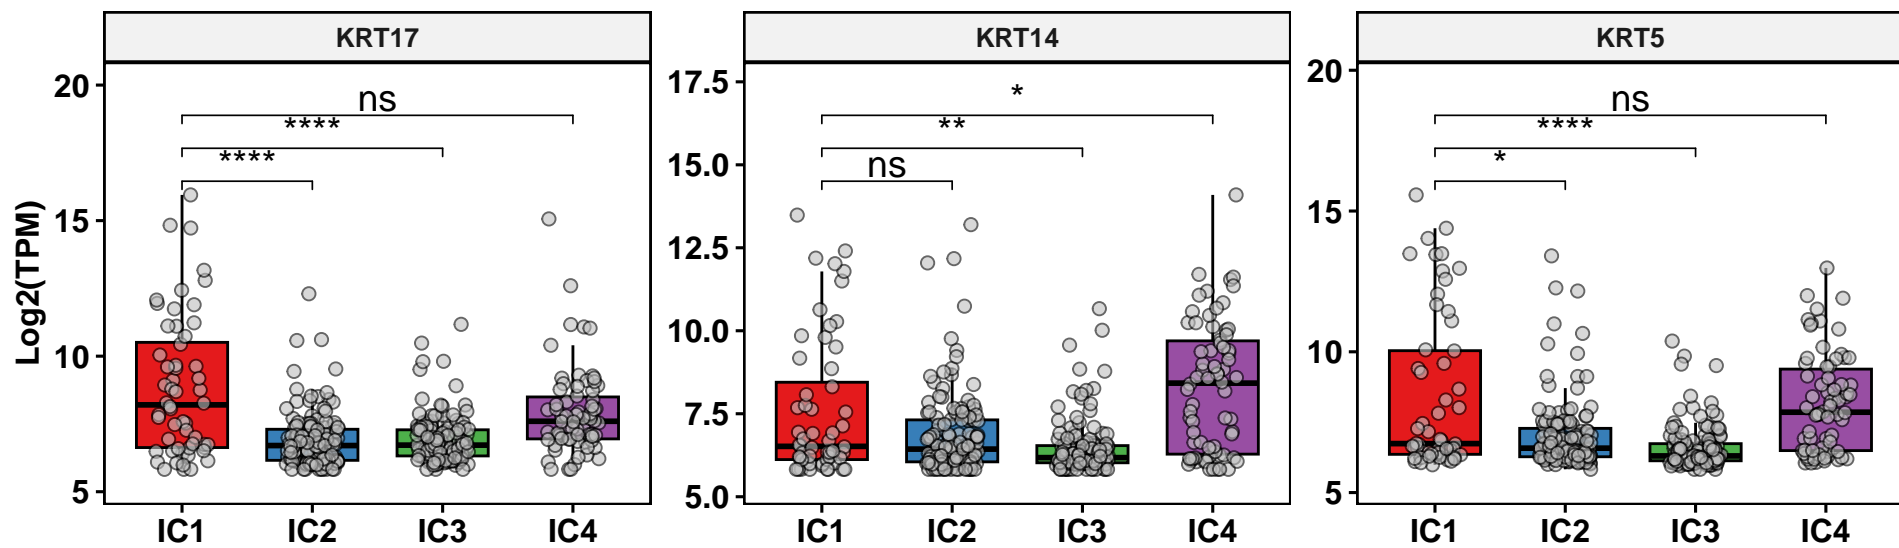 KRT17
KRT14
KRT5
Log2(TPM)
20
15
10
5
ns
****
****
IC1 IC2 IC3 IC4
17.5
15.0
12.5
10.0
7.5
5.0
*
**
ns
IC1 IC2 IC3 IC4
20
15
10
5
ns
****
*
IC1 IC2 IC3 IC4